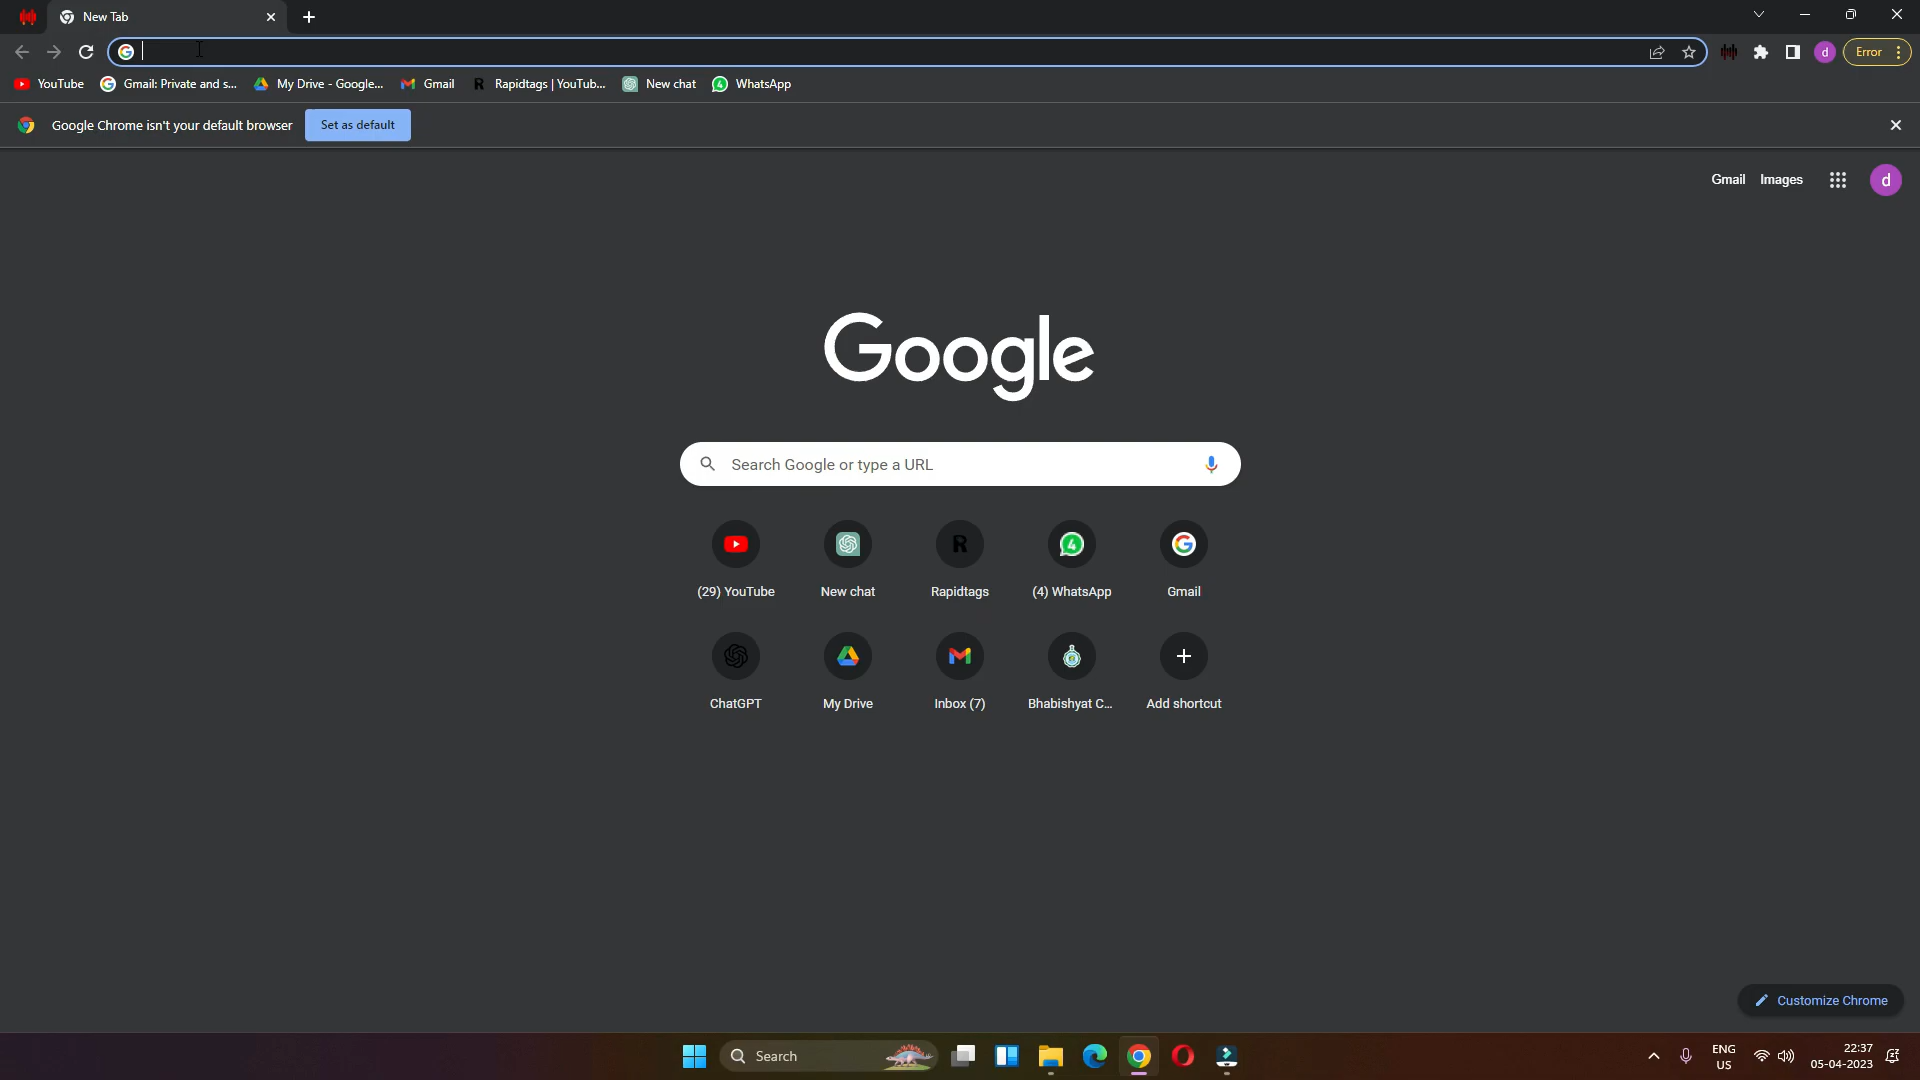 New Tab
Error
YouTube Gmail: Private and s... My Drive - Google... Gmail Rapidtags | YouTub... New chat WhatsApp
Google Chrome isn't your default browser Set as default
Gmail Images d
Google
Search Google or type a URL
(29) YouTube New chat Rapidtags (4) WhatsApp Gmail
ChatGPT My Drive Inbox (7) Bhabishyat C... Add shortcut
Customize Chrome
Search
ENG
US
22:37
05-04-2023